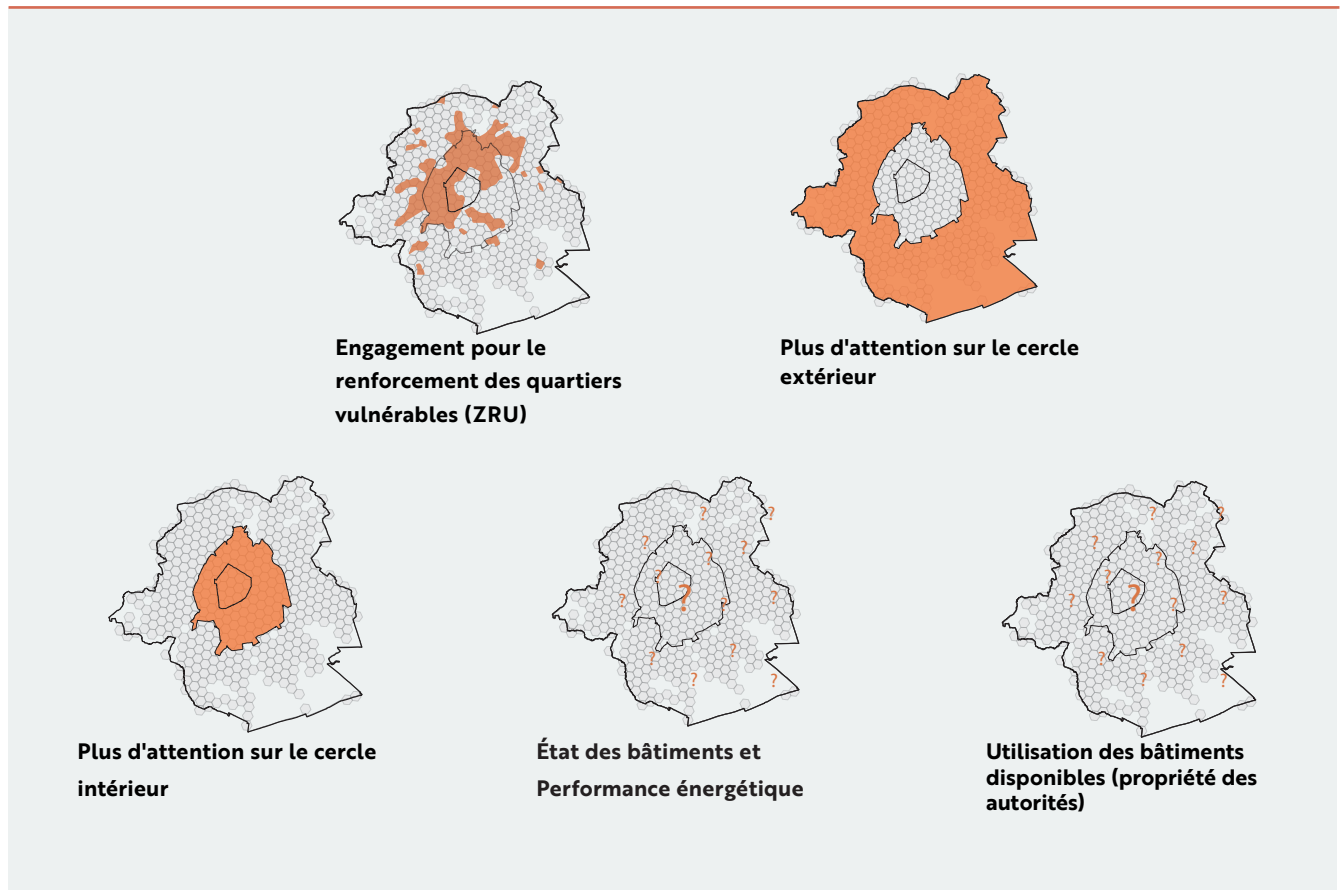 Engagement pour le
renforcement des quartiers
vulnérables (ZRU)
Plus d'attention sur le cercle
extérieur
Plus d'attention sur le cercle
intérieur
État des bâtiments et
Performance énergétique
Utilisation des bâtiments
disponibles (propriété des
autorités)